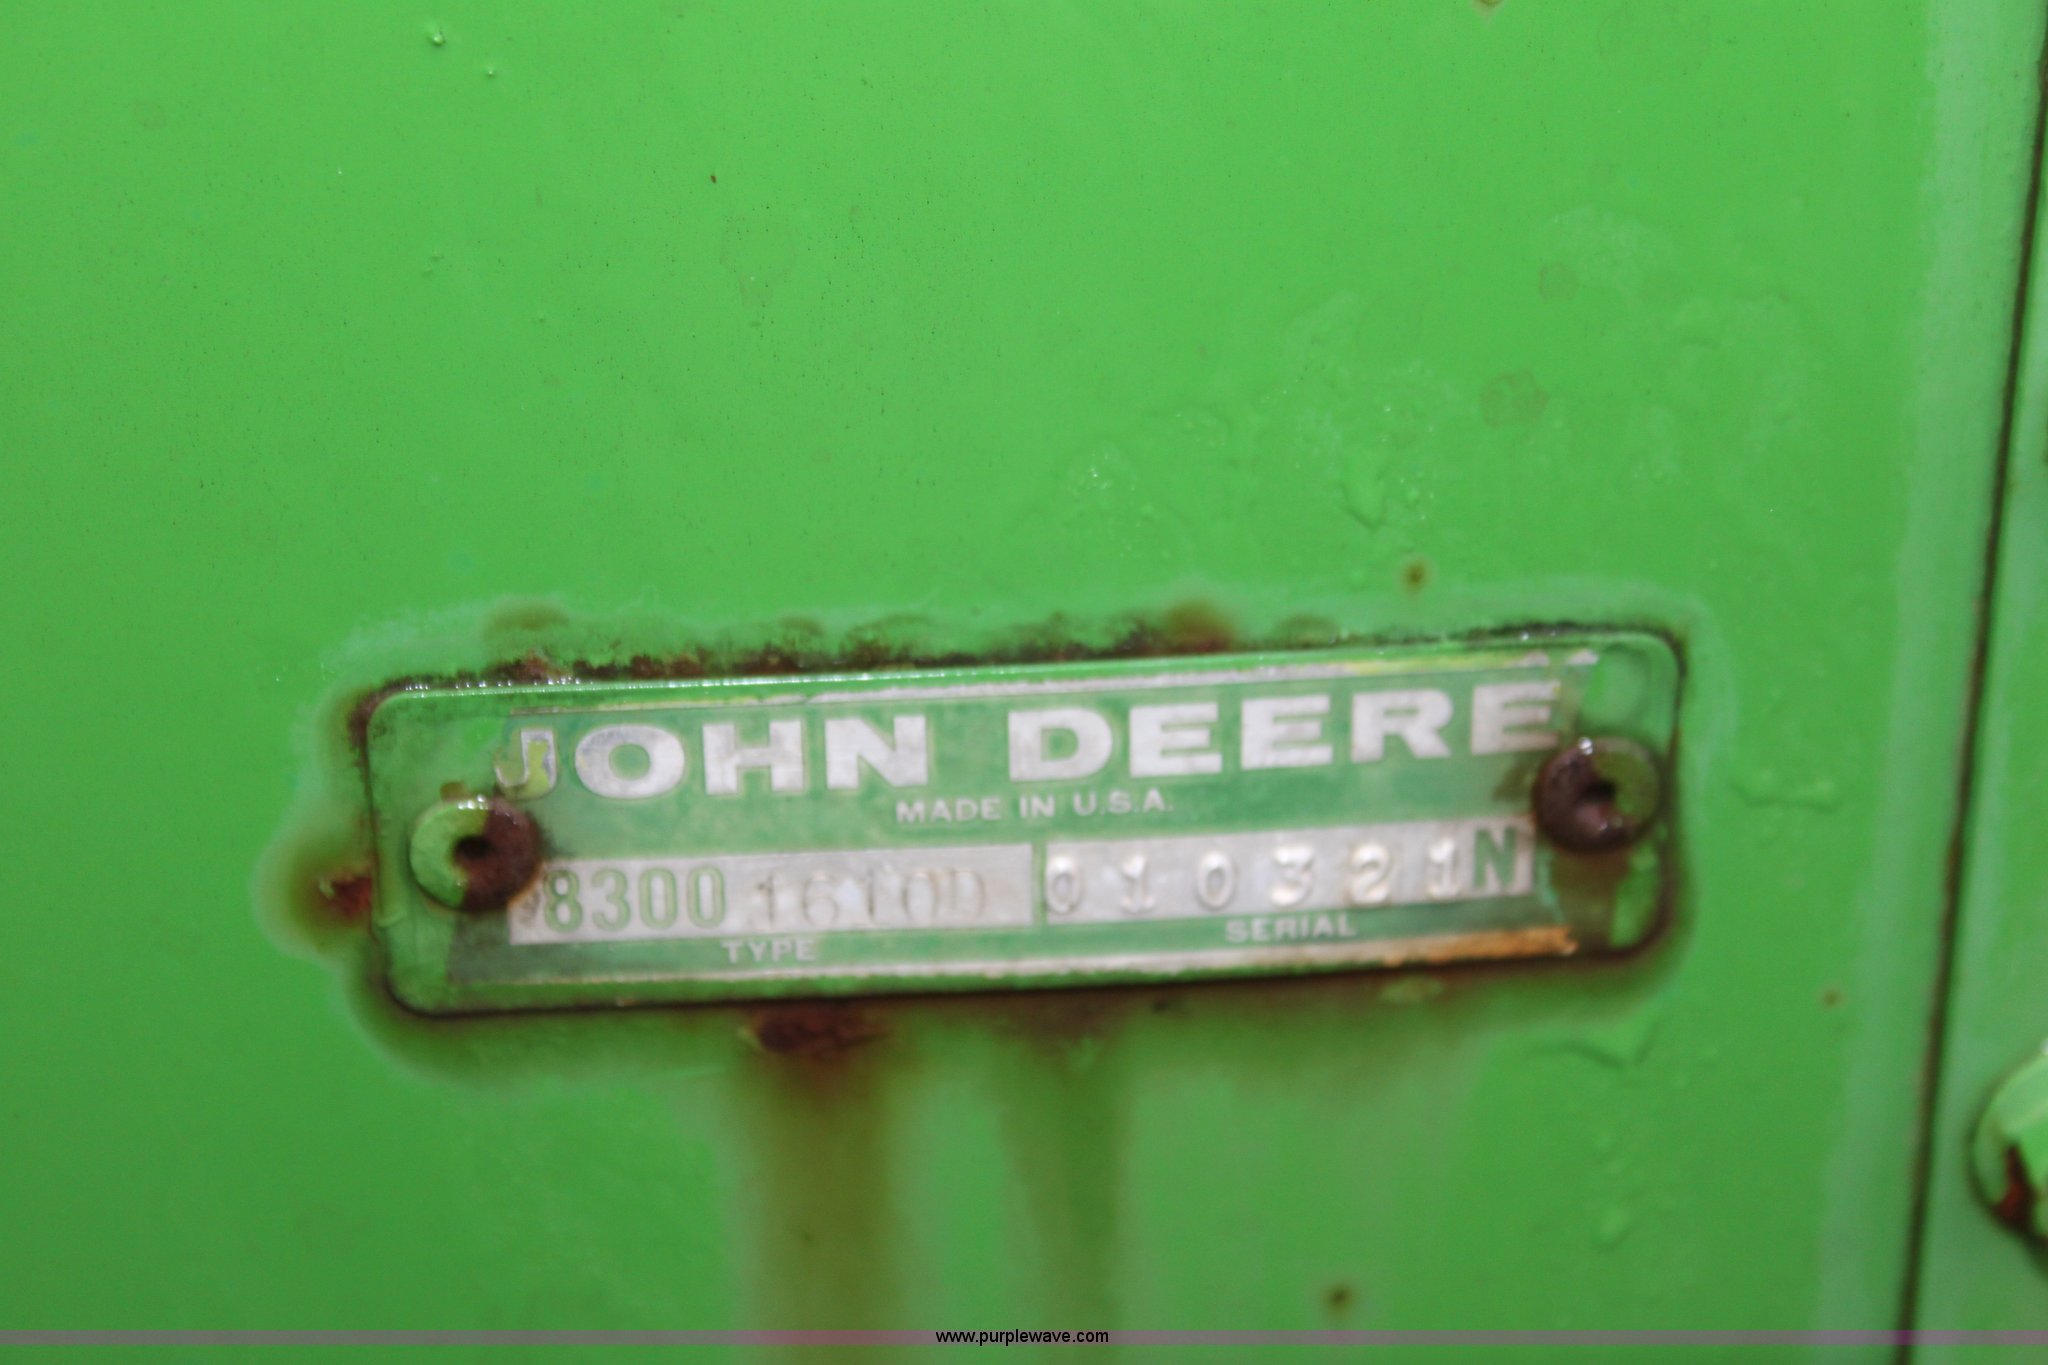 JOHN DEERE
MADE IN U.S.A.
8300 1610D 010321N
TYPE SERIAL
www.purplewave.com